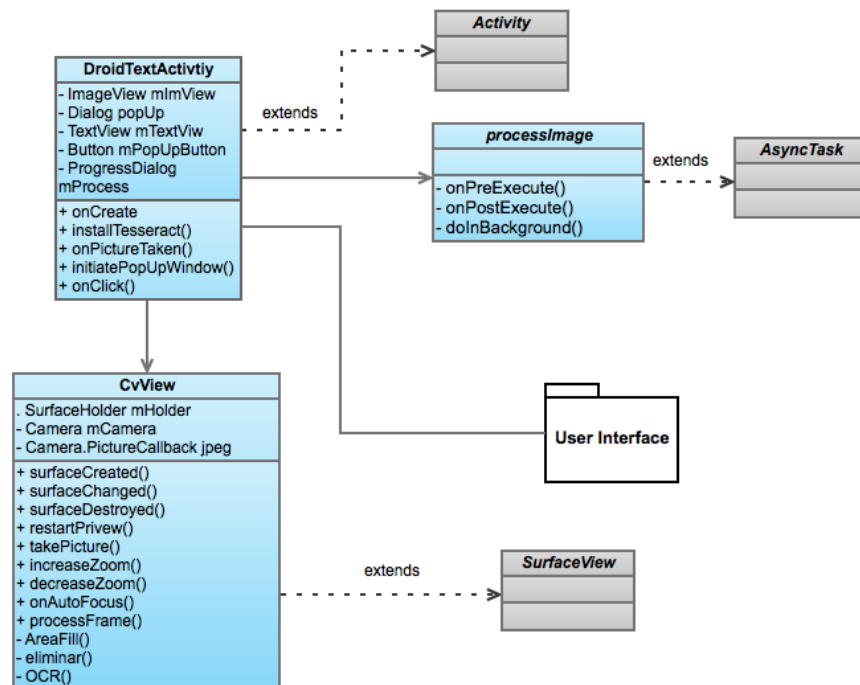 Activity
DroidTextActivtiy
- ImageView mImView
- Dialog popUp
- TextView mTextViw
- Button mPopUpButton
- ProgressDialog
mProcess
+ onCreate
+ installTesseract()
+ onPictureTaken()
+ initiatePopUpWindow()
+ onClick()
extends
processImage
- onPreExecute()
- onPostExecute()
- doInBackground()
extends
AsyncTask
CvView
. SurfaceHolder mHolder
- Camera mCamera
- Camera.PictureCallback jpeg
+ surfaceCreated()
+ surfaceChanged()
+ surfaceDestroyed()
+ restartPrivew()
+ takePicture()
+ increaseZoom()
+ decreaseZoom()
+ onAutoFocus()
+ processFrame()
- AreaFill()
- eliminar()
- OCR()
User Interface
extends
SurfaceView